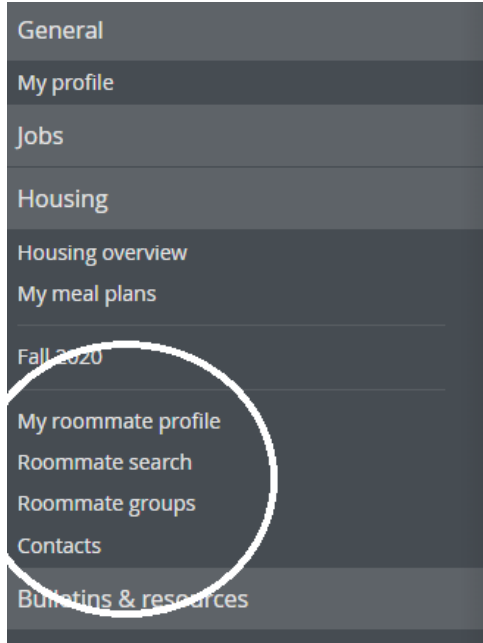 General
My profile
Jobs
Housing
Housing overview
My meal plans
Fall 2020
My roommate profile
Roommate search
Roommate groups
Contacts
Bulletins & resources